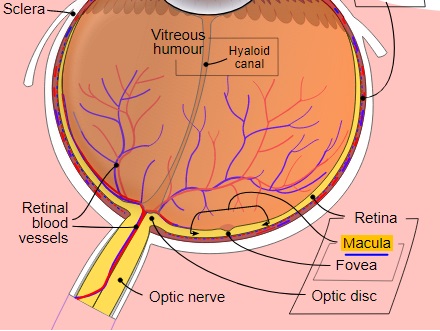 Sclera
Vitreous
humour
Hyaloid
canal
Retinal
blood
vessels
Retina
Macula
Fovea
Optic nerve
Optic disc